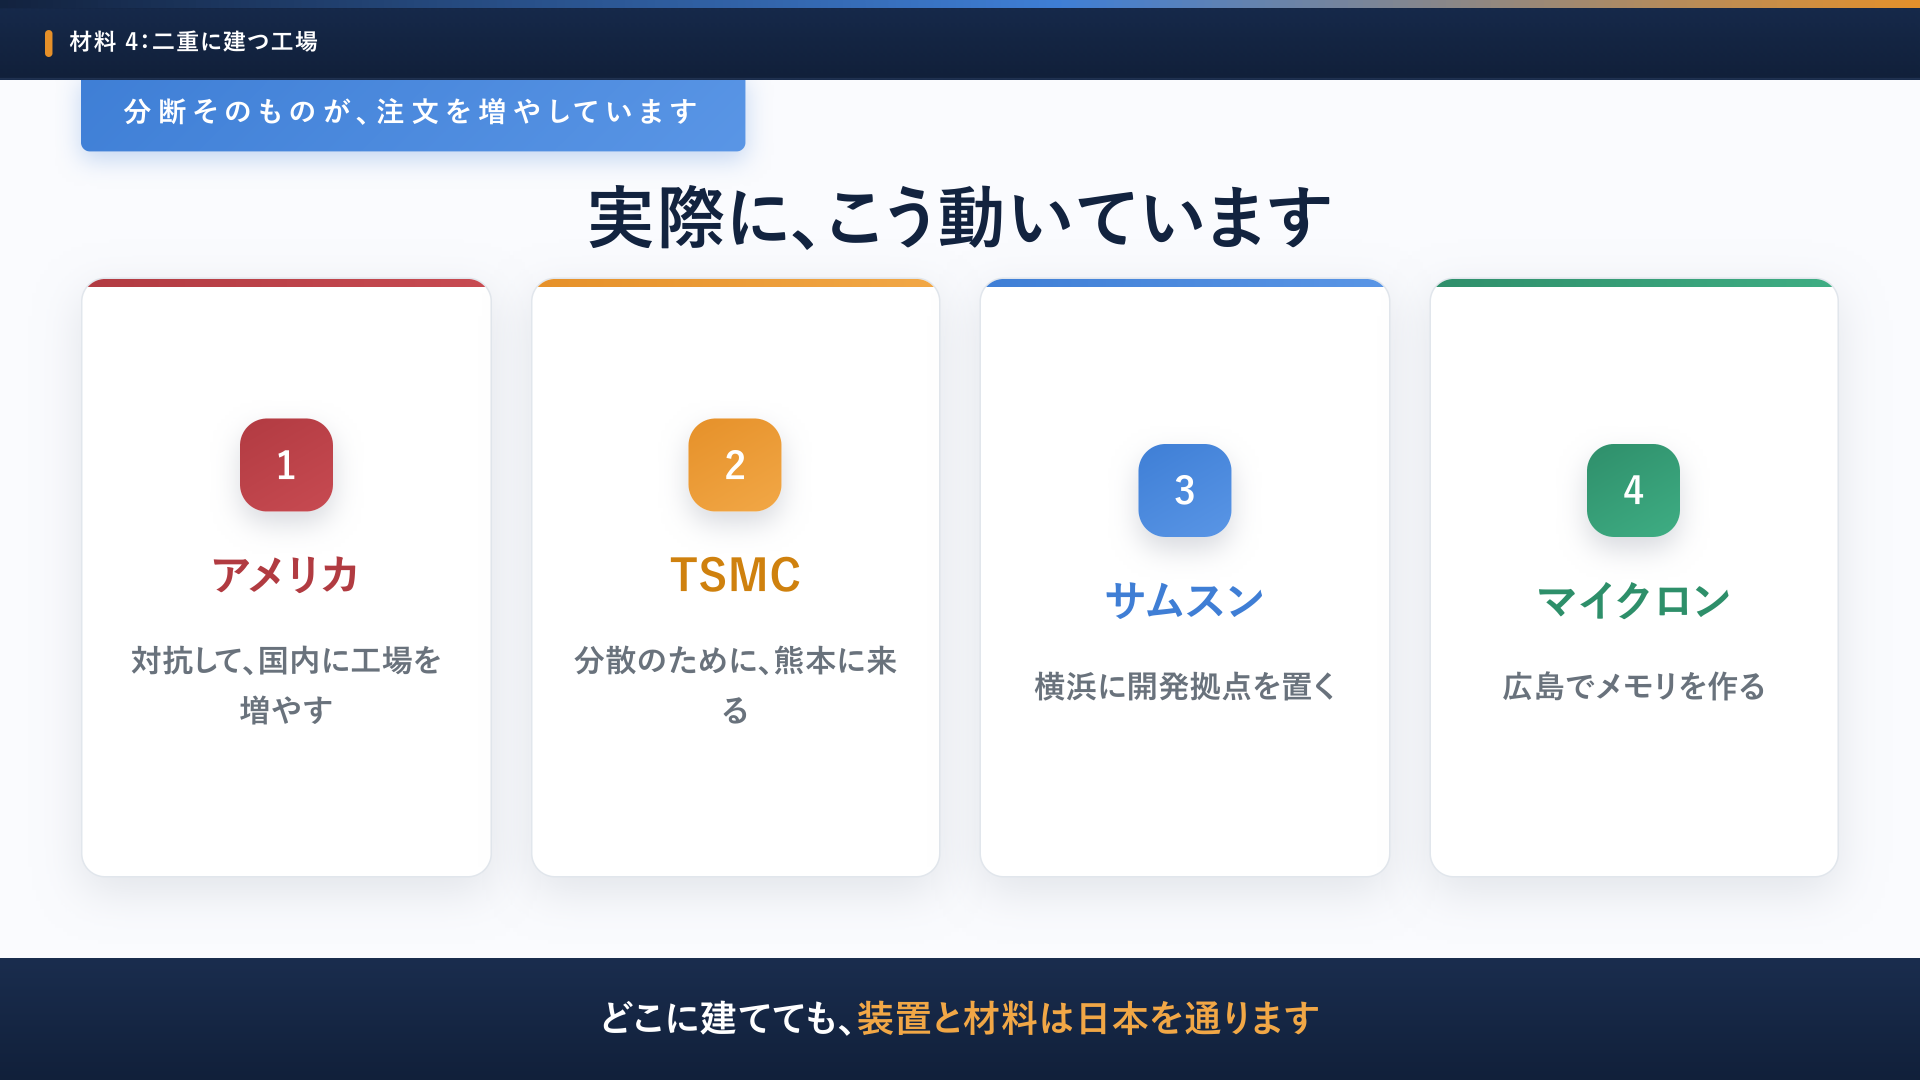 材料 4：二重に建つ工場
分断そのものが、注文を増やしています
実際に、こう動いています
1
アメリカ
対抗して、国内に工場を
増やす
2
TSMC
分散のために、熊本に来
る
3
サムスン
横浜に開発拠点を置く
4
マイクロン
広島でメモリを作る
どこに建てても、装置と材料は日本を通ります